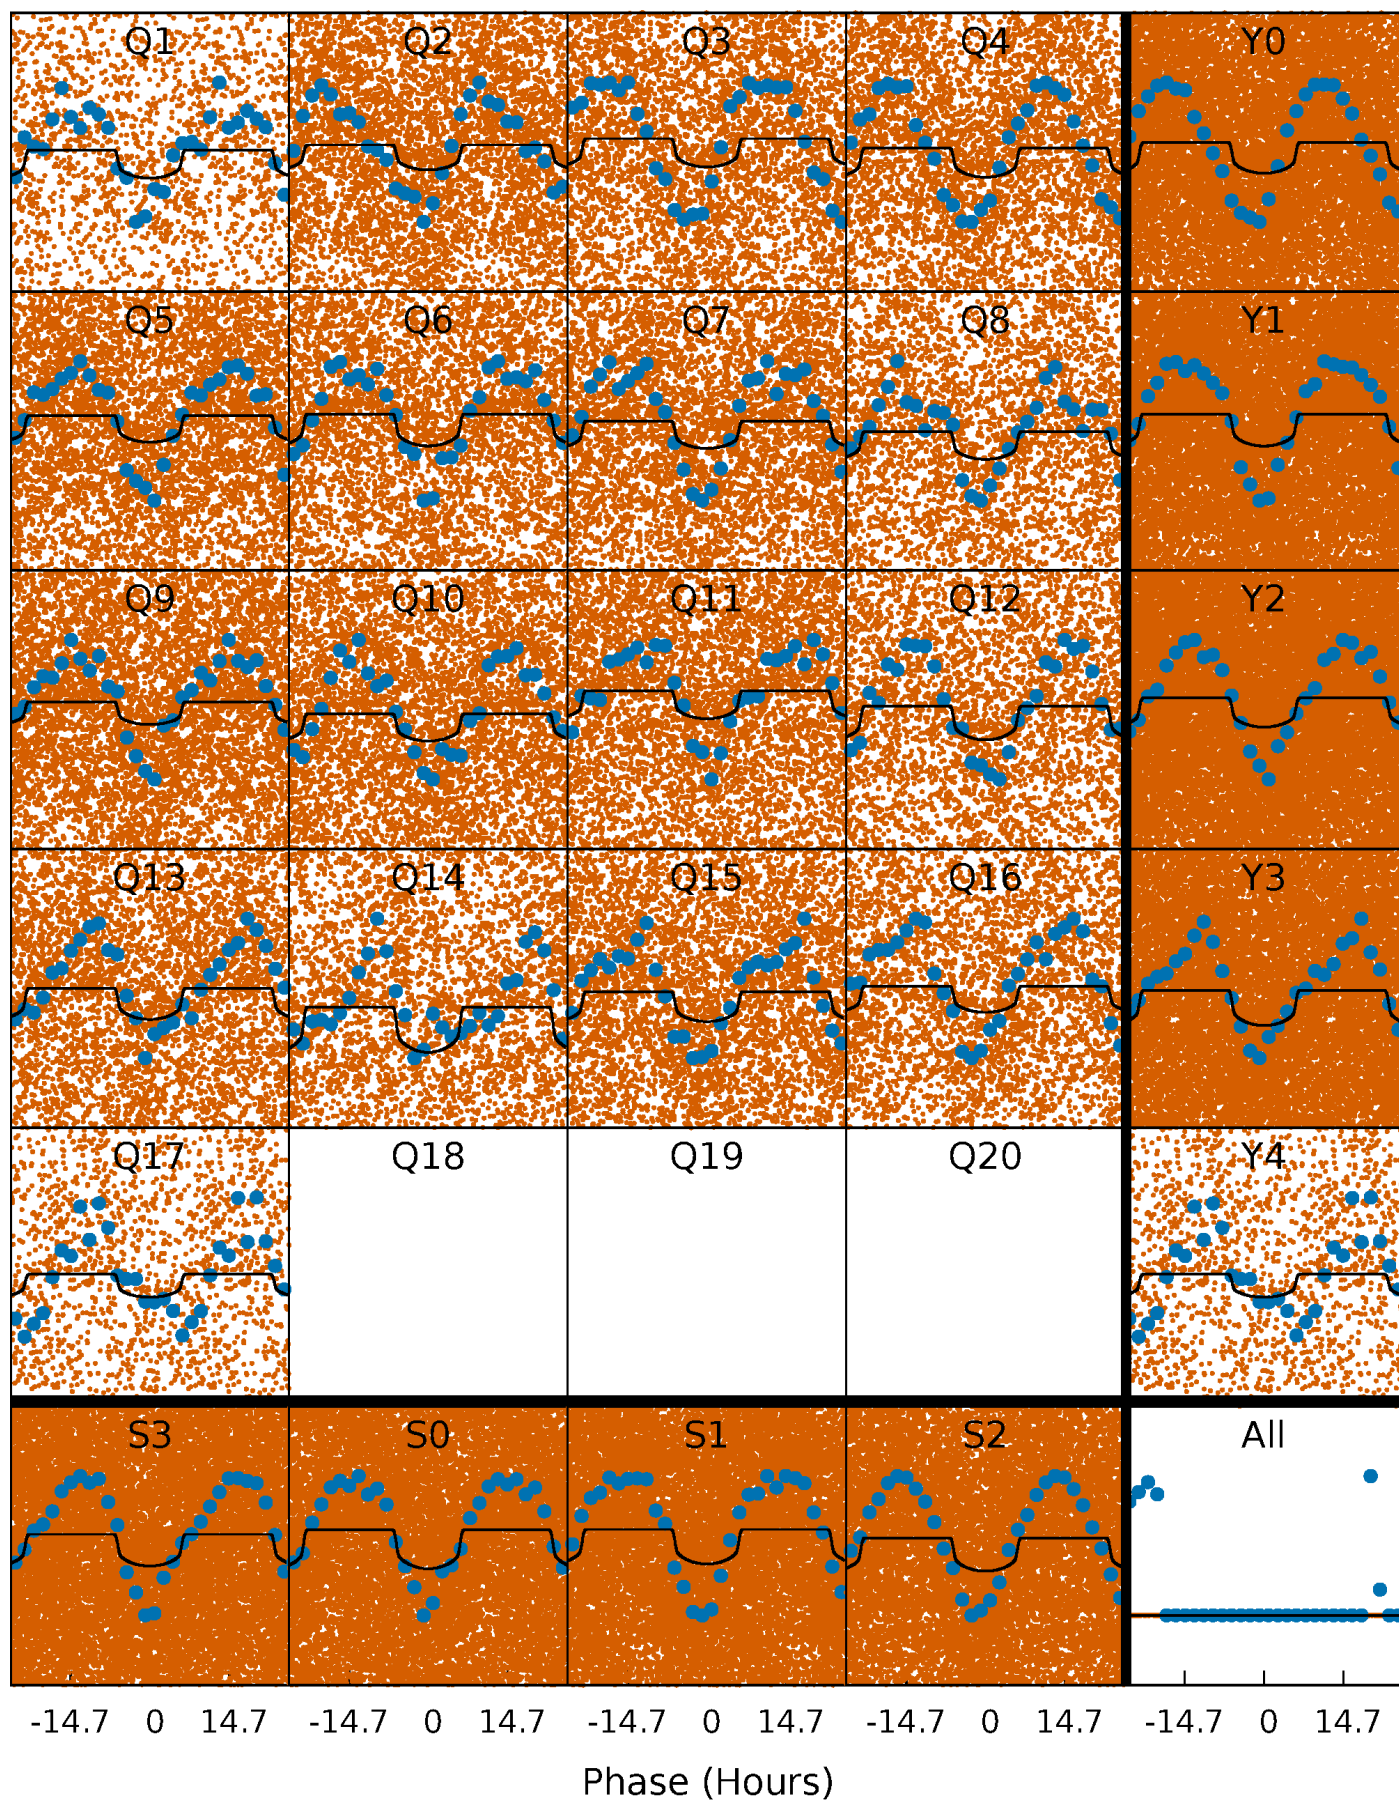 Q1 Q2 Q3 Q4 Y0
Q5 Q6 Q7 Q8 Y1
Q9 Q10 Q11 Q12 Y2
Q13 Q14 Q15 Q16 Y3
Q17 Q18 Q19 Q20 Y4
S3 S0 S1 S2 All
-14.7 0 14.7 -14.7 0 14.7 -14.7 0 14.7 -14.7 0 14.7 -14.7 0 14.7
Phase (Hours)